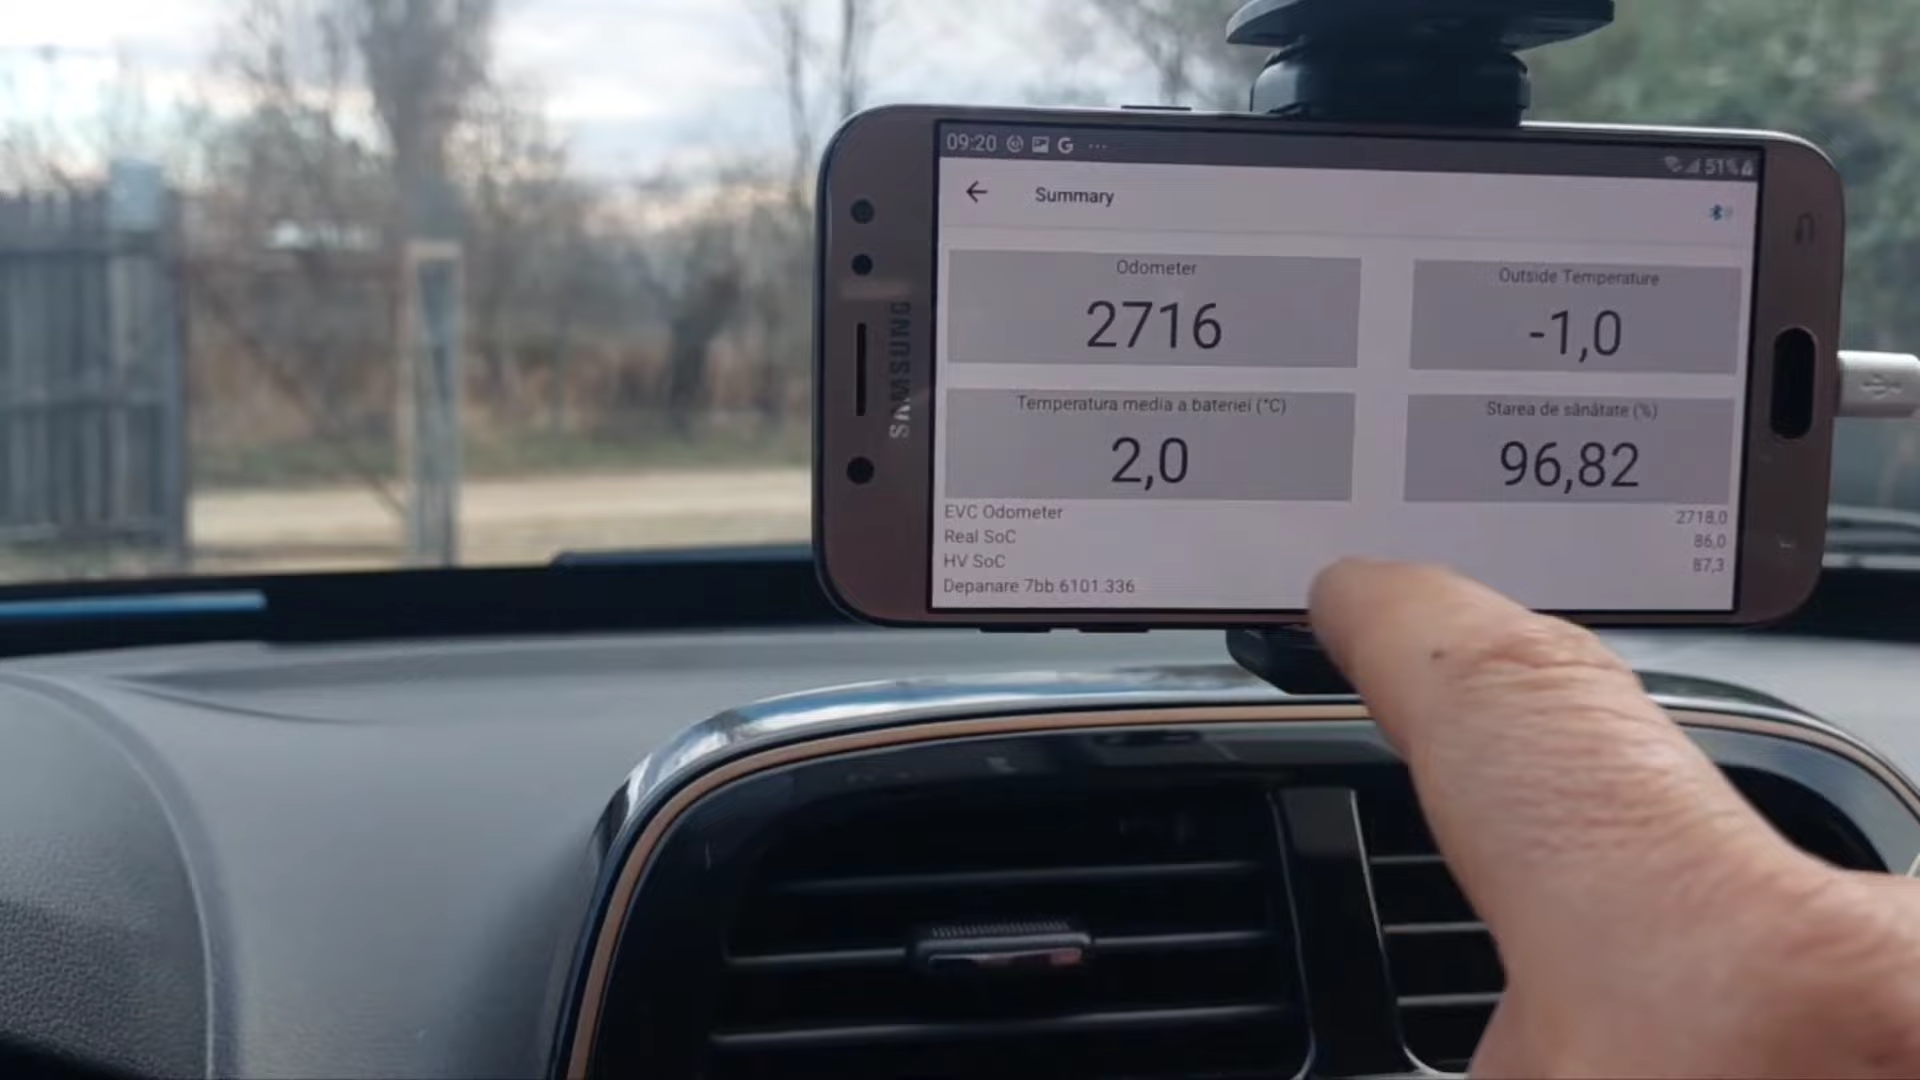 09:20 G ...
51%
Summary
Odometer
2716
Outside Temperature
-1,0
Temperatura media a bateriei (°C)
2,0
Starea de sănătate (%)
96,82
EVC Odometer 2718,0
Real SoC 86,0
HV SoC 87,3
Depanare 7bb.6101.336
SAMSUNG